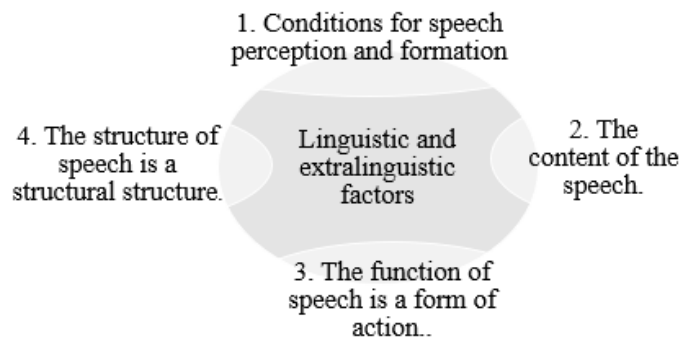 1. Conditions for speech
perception and formation
4. The structure of
speech is a
structural structure.
Linguistic and
extralinguistic
factors
2. The
content of the
speech.
3. The function of
speech is a form of
action..